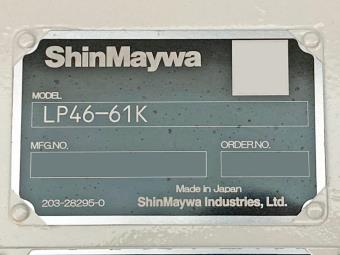 ShinMaywa
MODEL
LP46-61K
MFG.NO.
ORDER.NO.
Made in Japan
203-28295-0
ShinMaywa Industries, Ltd.